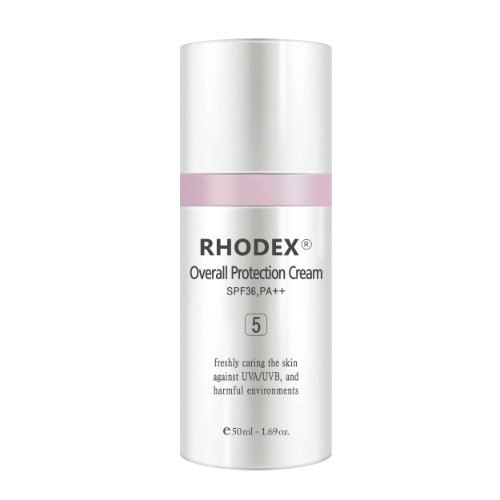 RHODEX®
Overall Protection Cream
SPF36,PA++
5
freshly caring the skin
against UVA/UVB, and
harmful environments
℮50ml - 1.69oz.